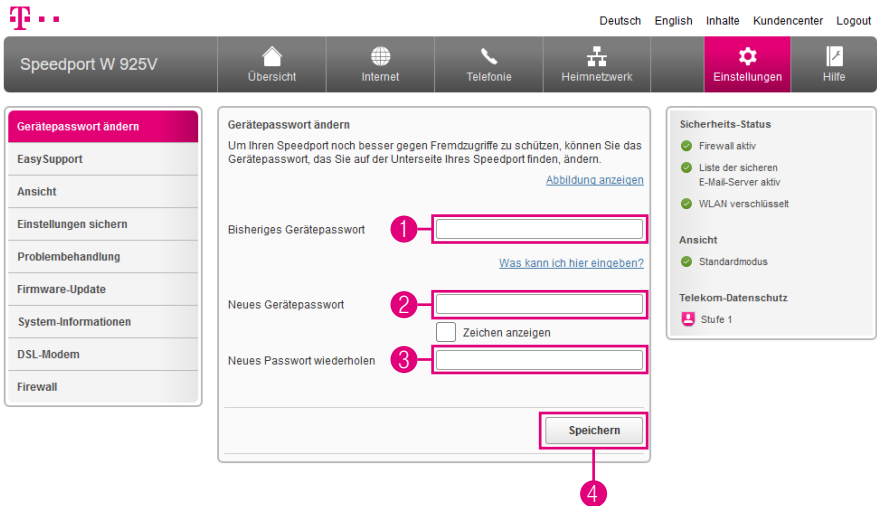 T
Deutsch English Inhalte Kundencenter Logout
Speedport W 925V
Übersicht
Internet
Telefonie
Heimnetzwerk
Einstellungen
Hilfe
Gerätepasswort ändern
EasySupport
Ansicht
Einstellungen sichern
Problembehandlung
Firmware-Update
System-Informationen
DSL-Modem
Firewall
Gerätepasswort ändern
Um Ihren Speedport noch besser gegen Fremdzugriffe zu schützen, können Sie das
Gerätepasswort, das Sie auf der Unterseite Ihres Speedport finden, ändern.
Abbildung anzeigen
Bisheriges Gerätepasswort
1
Was kann ich hier eingeben?
Neues Gerätepasswort
2
Zeichen anzeigen
Neues Passwort wiederholen
3
Speichern
4
Sicherheits-Status
Firewall aktiv
Liste der sicheren
E-Mail-Server aktiv
WLAN verschlüsselt
Ansicht
Standardmodus
Telekom-Datenschutz
Stufe 1